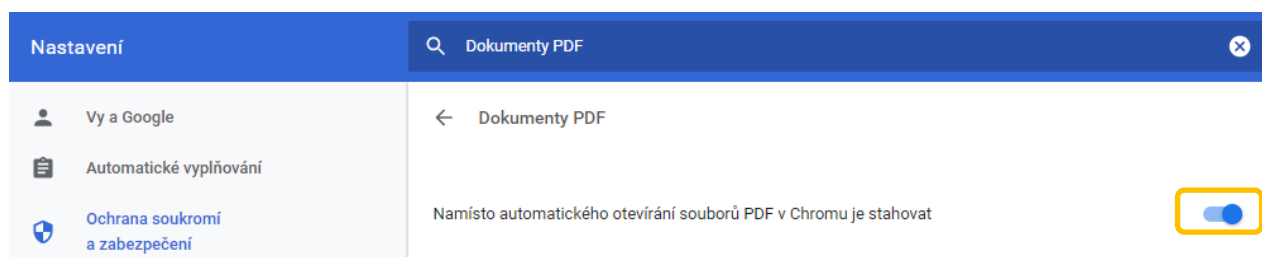 Nastavení
Dokumenty PDF
Vy a Google
Dokumenty PDF
Automatické vyplňování
Ochrana soukromí
a zabezpečení
Namísto automatického otevírání souborů PDF v Chromu je stahovat